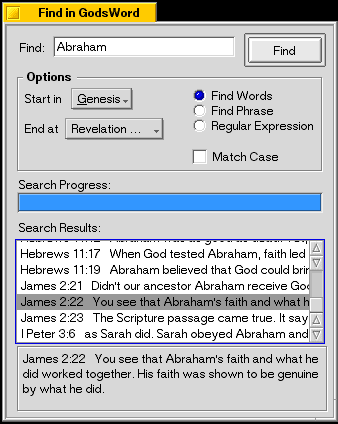 Find in GodsWord
Find: Abraham
Find
Options
Start in Genesis
End at Revelation ...
Find Words
Find Phrase
Regular Expression
Match Case
Search Progress:
Search Results:
Hebrews 11:17 When God tested Abraham, faith led
Hebrews 11:19 Abraham believed that God could brin
James 2:21 Didn't our ancestor Abraham receive God
James 2:22 You see that Abraham's faith and what h
James 2:23 The Scripture passage came true. It say
I Peter 3:6 as Sarah did. Sarah obeyed Abraham and
James 2:22 You see that Abraham's faith and what he
did worked together. His faith was shown to be genuine
by what he did.